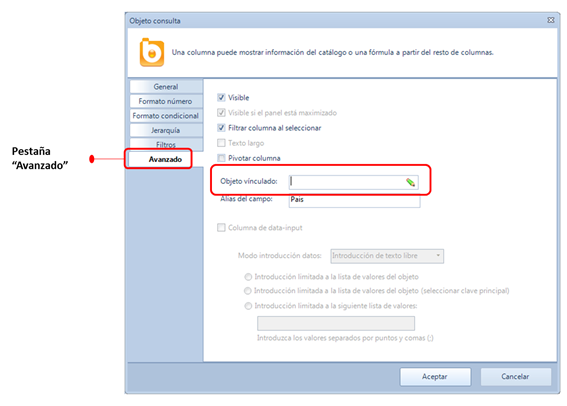 Objeto consulta
Una columna puede mostrar información del catálogo o una fórmula a partir del resto de columnas.
General
Formato número
Formato condicional
Jerarquía
Filtros
Avanzado
Pestaña
"Avanzado"
Visible
Visible si el panel está maximizado
Filtrar columna al seleccionar
Texto largo
Pivotar columna
Objeto vínculado:
Alias del campo: País
Columna de data-input
Modo introducción datos: Introducción de texto libre
Introducción limitada a la lista de valores del objeto
Introducción limitada a la lista de valores del objeto (seleccionar clave principal)
Introducción limitada a la siguiente lista de valores:
Introduzca los valores separados por puntos y comas (;)
Aceptar
Cancelar